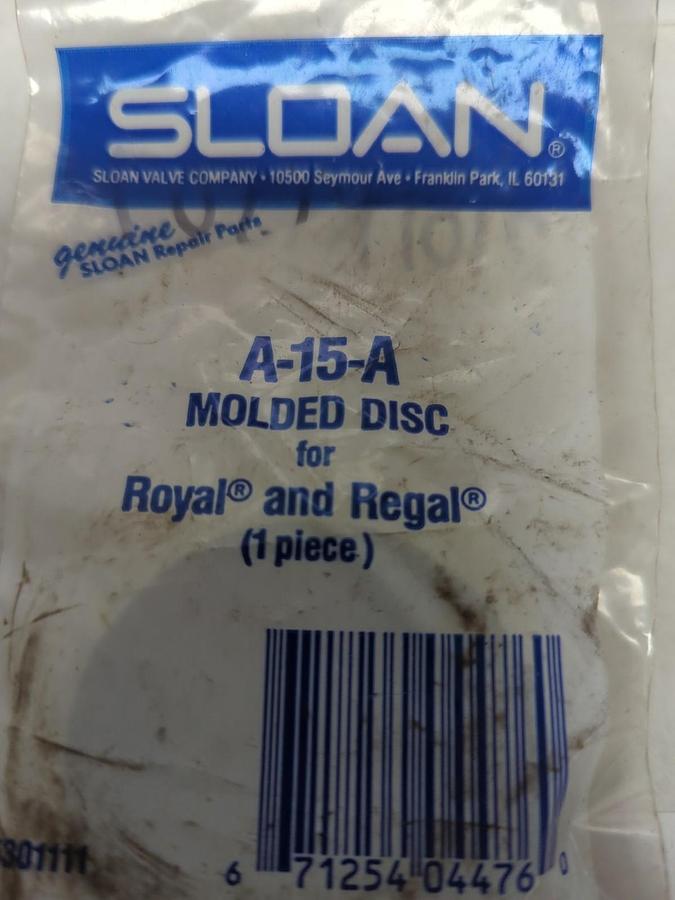 SLOAN®
SLOAN VALVE COMPANY • 10500 Seymour Ave • Franklin Park, IL 60131
genuine
SLOAN Repair Parts
A-15-A
MOLDED DISC
for
Royal® and Regal®
(1 piece)
301111
6 71254 04476 0